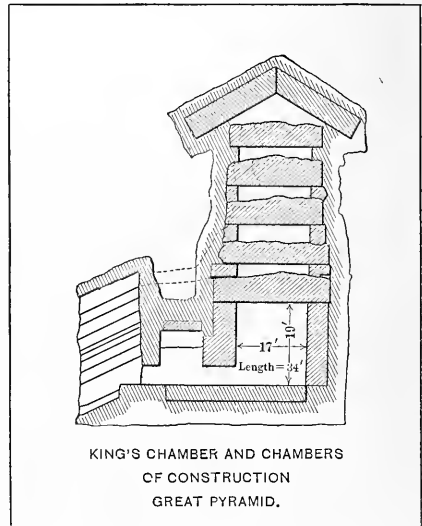 19'
17'
Length = 34'
KING'S CHAMBER AND CHAMBERS
OF CONSTRUCTION
GREAT PYRAMID.